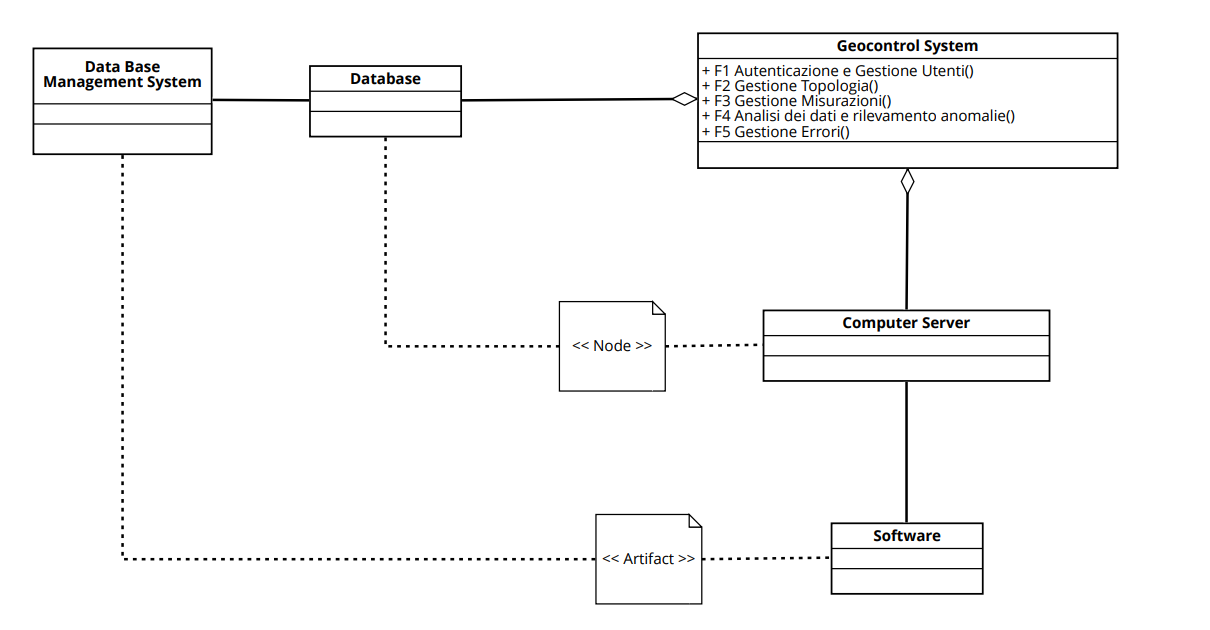 Data Base
Management System
Database
Geocontrol System
+ F1 Autenticazione e Gestione Utenti()
+ F2 Gestione Topologia()
+ F3 Gestione Misurazioni()
+ F4 Analisi dei dati e rilevamento anomalie()
+ F5 Gestione Errori()
<< Node >>
Computer Server
<< Artifact >>
Software